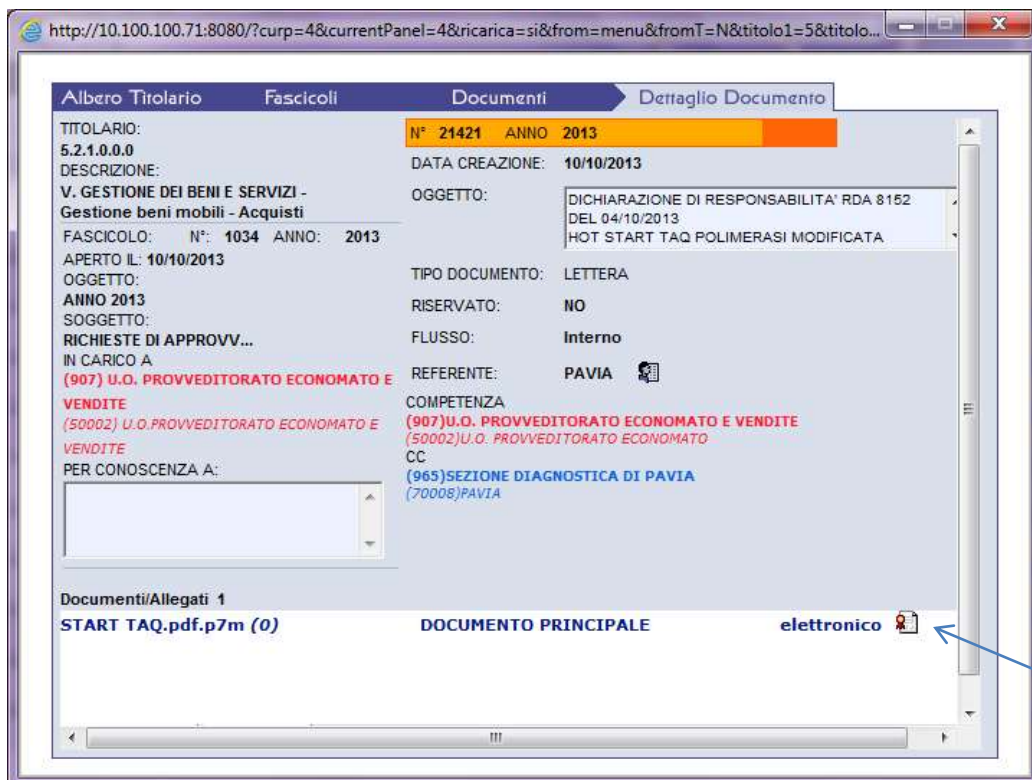 http://10.100.100.71:8080/?curp=4&currentPanel=4&ricarica=si&from=menu&fromT=N&titolo1=5&titolo...
Albero Titolario Fascicoli Documenti Dettaglio Documento
TITOLARIO:
5.2.1.0.0.0
DESCRIZIONE:
V. GESTIONE DEI BENI E SERVIZI -
Gestione beni mobili - Acquisti
FASCICOLO: N°: 1034 ANNO: 2013
APERTO IL: 10/10/2013
OGGETTO:
ANNO 2013
SOGGETTO:
RICHIESTE DI APPROVV...
IN CARICO A
(907) U.O. PROVVEDITORATO ECONOMATO E
VENDITE
(50002) U.O.PROVVEDITORATO ECONOMATO E
VENDITE
PER CONOSCENZA A:
N° 21421 ANNO 2013
DATA CREAZIONE: 10/10/2013
OGGETTO: DICHIARAZIONE DI RESPONSABILITA' RDA 8152
DEL 04/10/2013
HOT START TAQ POLIMERASI MODIFICATA
TIPO DOCUMENTO: LETTERA
RISERVATO: NO
FLUSSO: Interno
REFERENTE: PAVIA
COMPETENZA
(907)U.O. PROVVEDITORATO ECONOMATO E VENDITE
(50002)U.O. PROVVEDITORATO ECONOMATO
CC
(965)SEZIONE DIAGNOSTICA DI PAVIA
(70008)PAVIA
Documenti/Allegati 1
START TAQ.pdf.p7m (0) DOCUMENTO PRINCIPALE elettronico